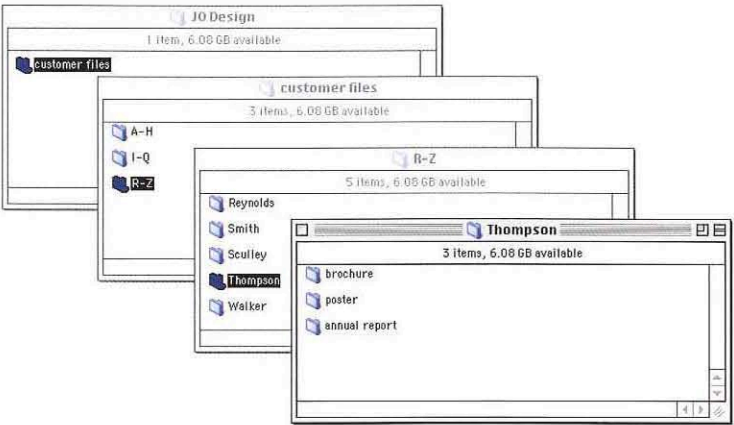 JO Design
1 item, 6.08 GB available
customer files
customer files
3 items, 6.08 GB available
A-H
I-Q
R-Z
R-Z
5 items, 6.08 GB available
Reynolds
Smith
Sculley
Thompson
Walker
Thompson
3 items, 6.08 GB available
brochure
poster
annual report